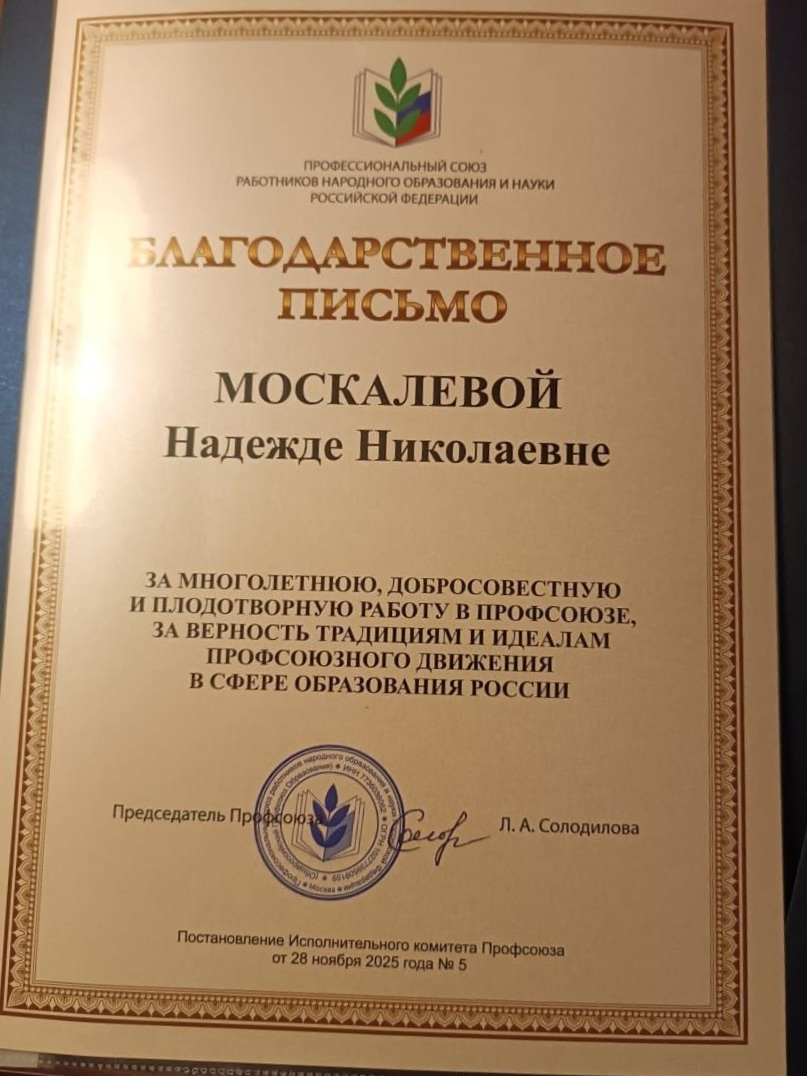 ПРОФЕССИОНАЛЬНЫЙ СОЮЗ
РАБОТНИКОВ НАРОДНОГО ОБРАЗОВАНИЯ И НАУКИ
РОССИЙСКОЙ ФЕДЕРАЦИИ
БЛАГОДАРСТВЕННОЕ
ПИСЬМО
МОСКАЛЕВОЙ
Надежде Николаевне
ЗА МНОГОЛЕТНЮЮ, ДОБРОСОВЕСТНУЮ
И ПЛОДОТВОРНУЮ РАБОТУ В ПРОФСОЮЗЕ,
ЗА ВЕРНОСТЬ ТРАДИЦИЯМ И ИДЕАЛАМ
ПРОФСОЮЗНОГО ДВИЖЕНИЯ
В СФЕРЕ ОБРАЗОВАНИЯ РОССИИ
Председатель Профсоюза
Л. А. Солодилова
Постановление Исполнительного комитета Профсоюза
от 28 ноября 2025 года № 5